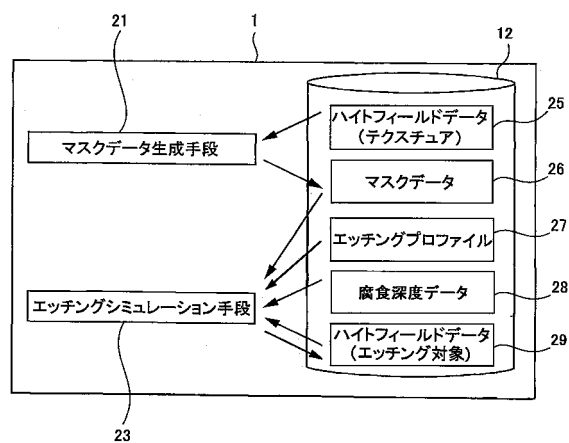 21
1
12
マスクデータ生成手段
ハイトフィールドデータ
(テクスチュア)
25
マスクデータ
26
エッチングプロファイル
27
腐食深度データ
28
エッチングシミュレーション手段
ハイトフィールドデータ
(エッチング対象)
29
23